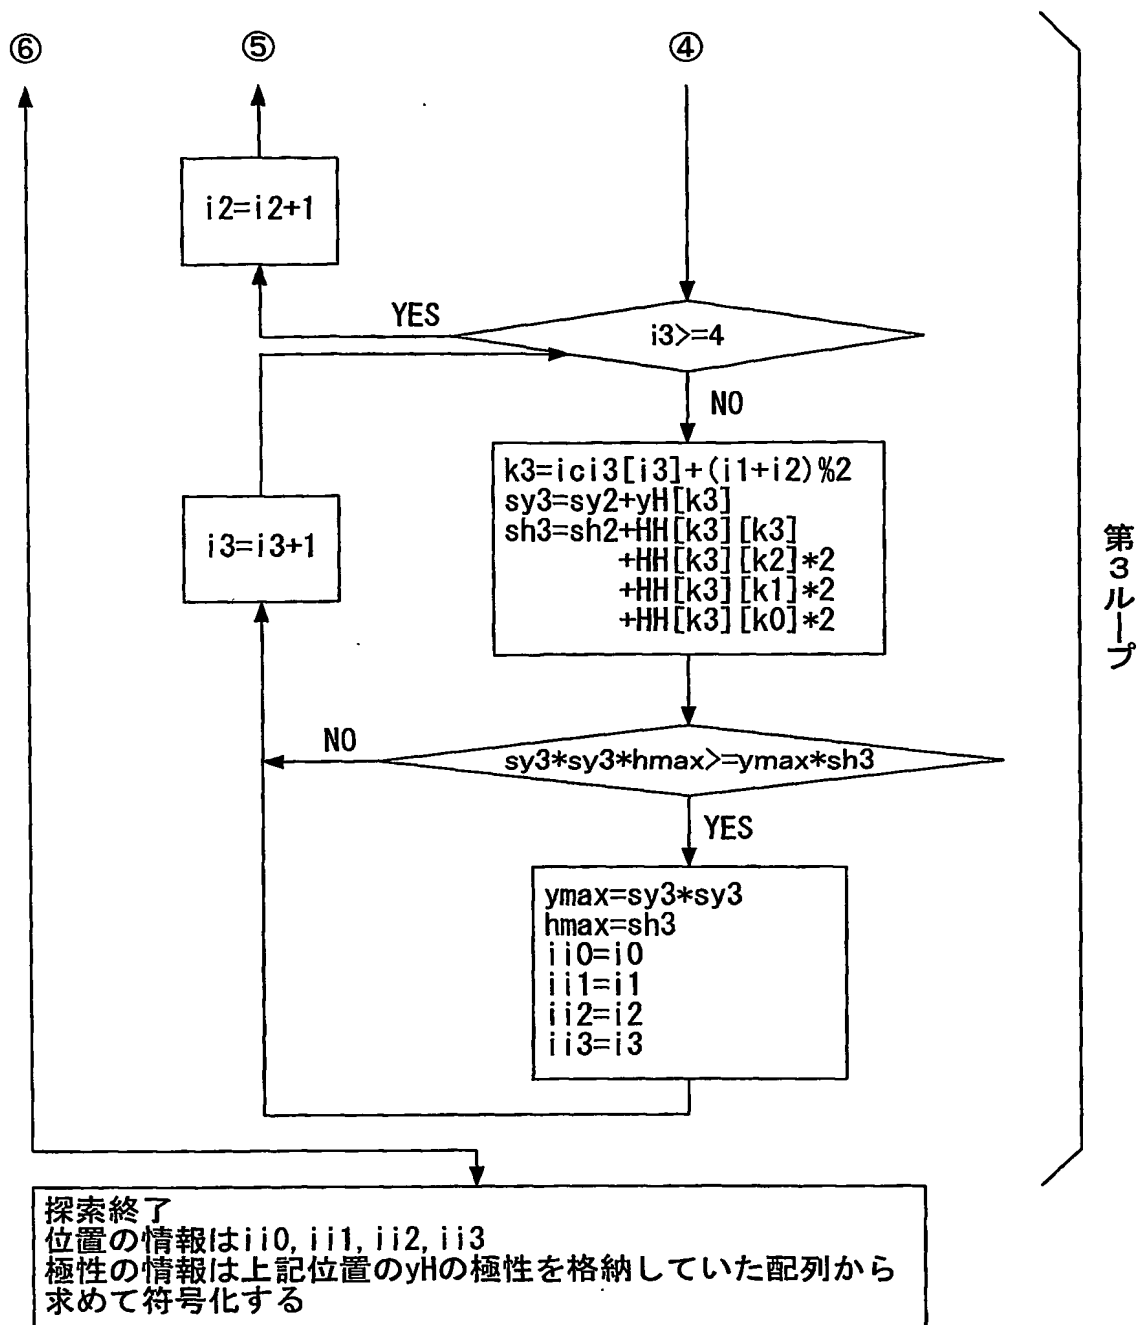 ⑥
⑤
④
i2=i2+1
YES
i3>=4
NO
k3=ici3[i3]+(i1+i2)%2
sy3=sy2+yH[k3]
sh3=sh2+HH[k3][k3]
+HH[k3][k2]*2
+HH[k3][k1]*2
+HH[k3][k0]*2
i3=i3+1
第3ループ
NO
sy3*sy3*hmax>=ymax*sh3
YES
ymax=sy3*sy3
hmax=sh3
ii0=i0
ii1=i1
ii2=i2
ii3=i3
探索終了
位置の情報はii0,ii1,ii2,ii3
極性の情報は上記位置のyHの極性を格納していた配列から
求めて符号化する